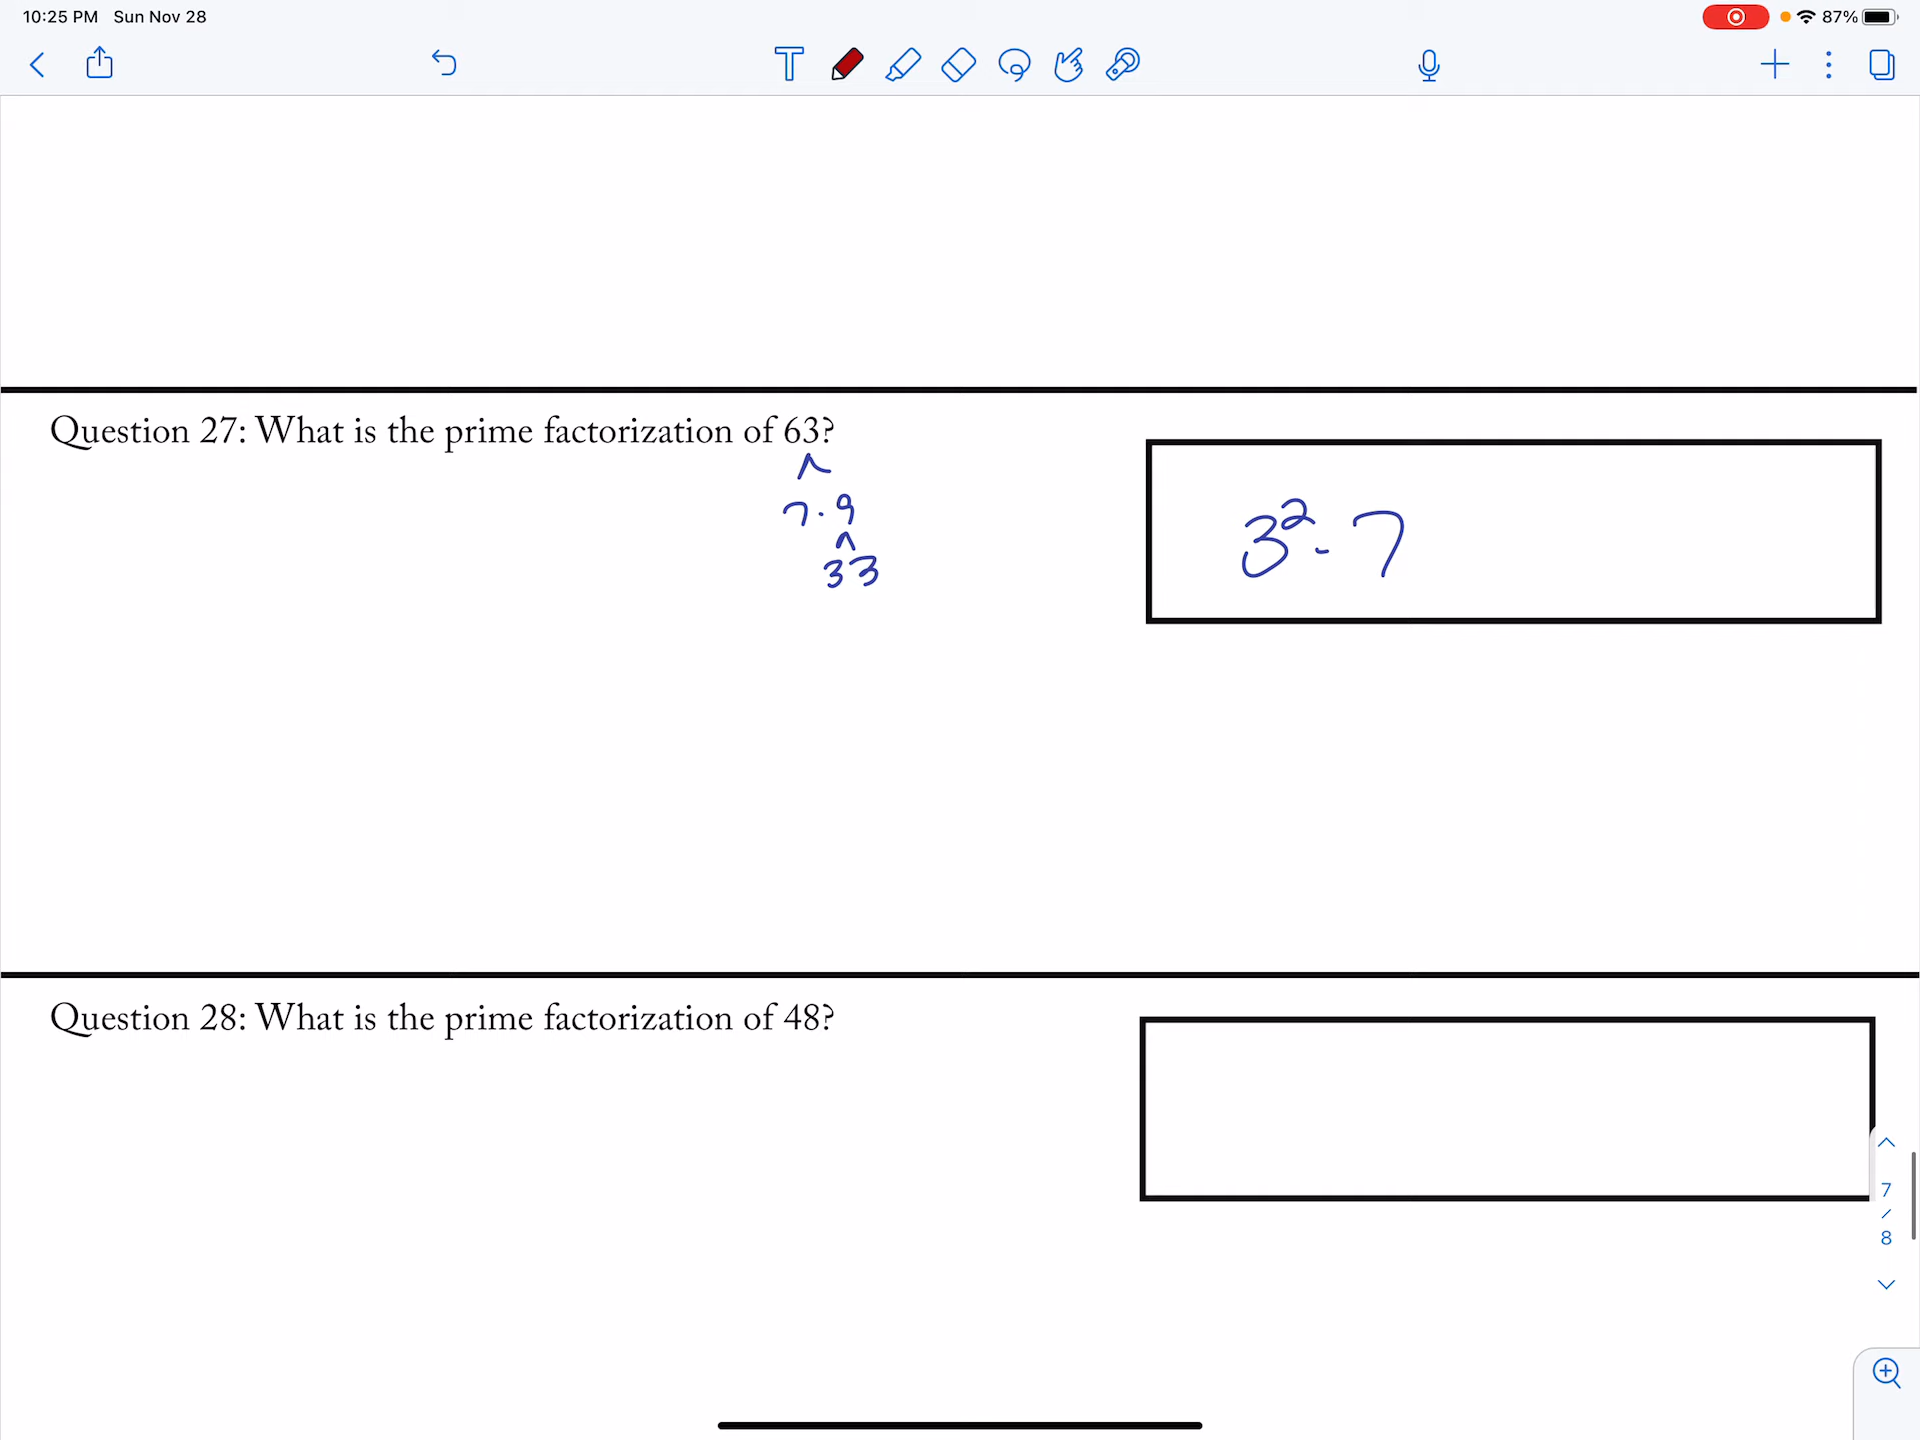 10:25 PM Sun Nov 28
87%
Question 27: What is the prime factorization of 63?
7 · 9
3 3
3² · 7
Question 28: What is the prime factorization of 48?
7
/
8